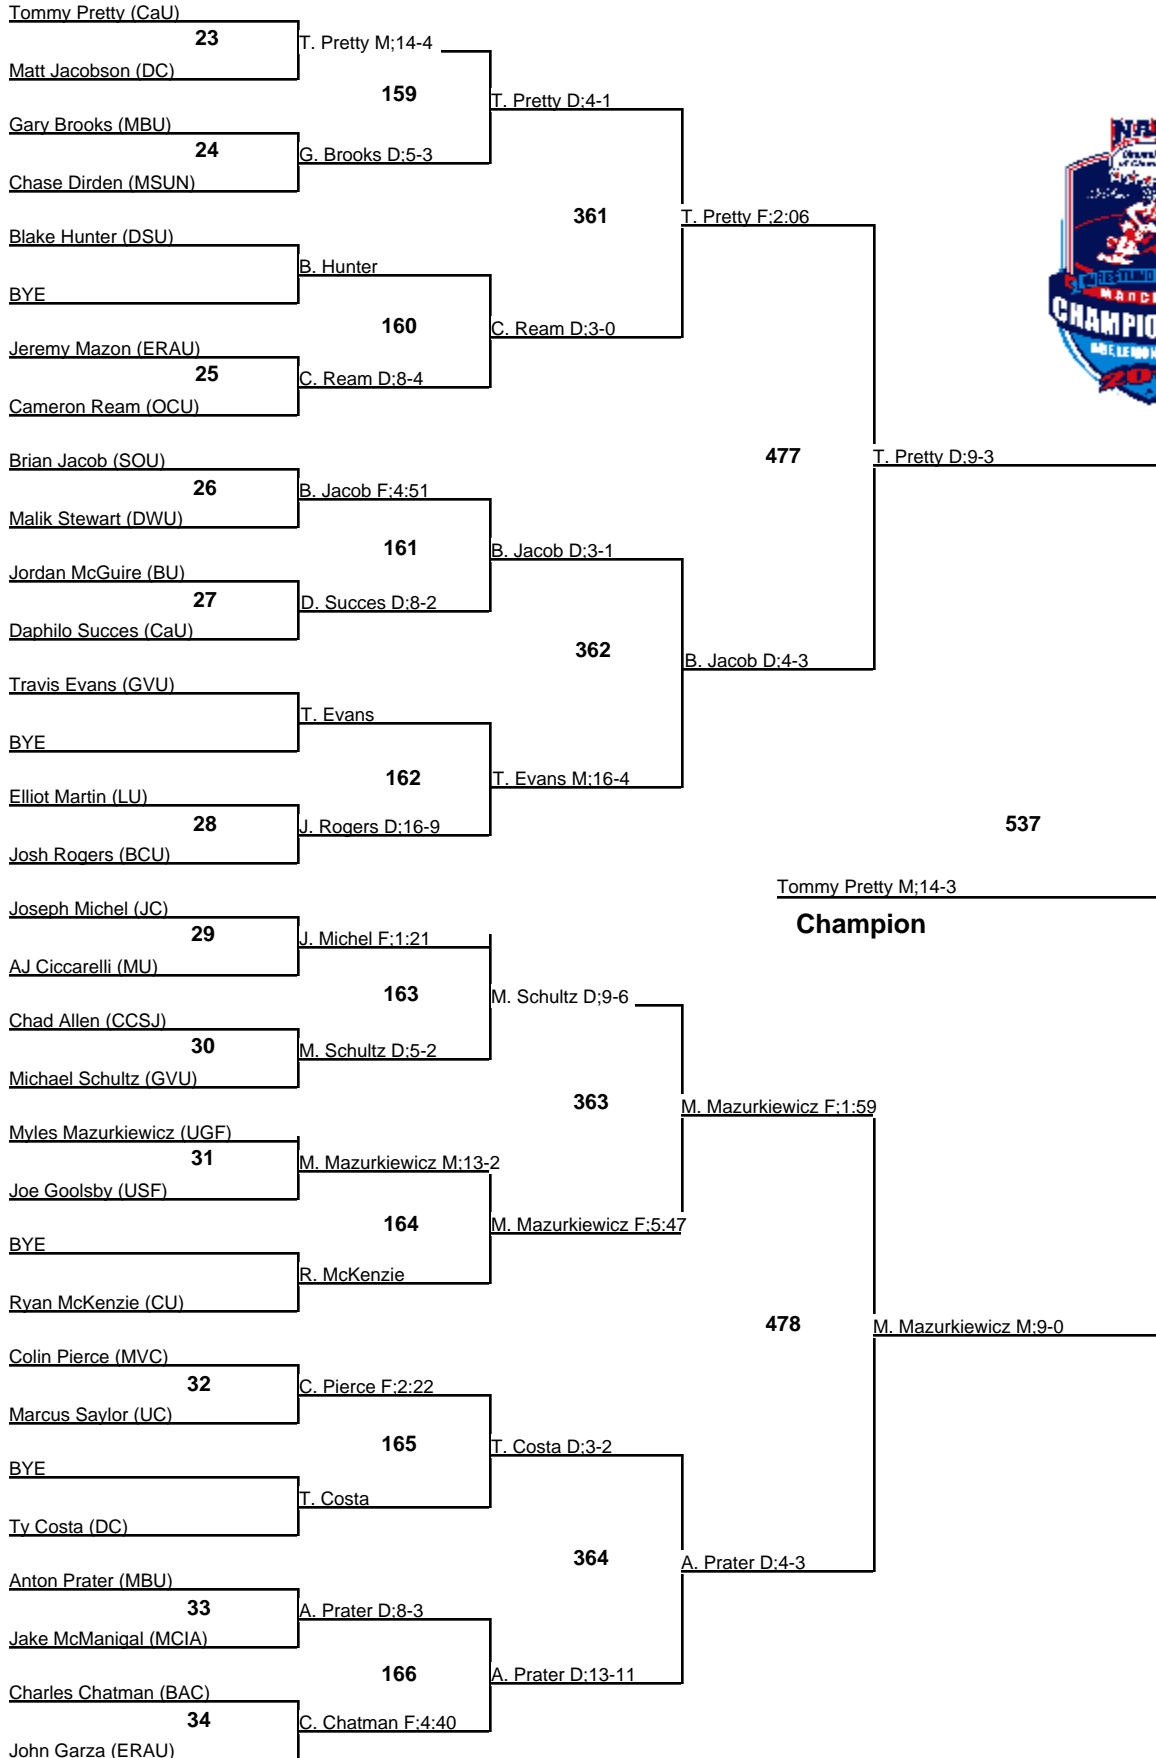 Tommy Pretty (CaU)
23
T. Pretty M;14-4
Matt Jacobson (DC)
159
T. Pretty D;4-1
Gary Brooks (MBU)
24
G. Brooks D;5-3
Chase Dirden (MSUN)
361
T. Pretty F;2:06
Blake Hunter (DSU)
B. Hunter
BYE
160
C. Ream D;3-0
Jeremy Mazon (ERAU)
25
C. Ream D;8-4
Cameron Ream (OCU)
477
T. Pretty D;9-3
Brian Jacob (SOU)
26
B. Jacob F;4:51
Malik Stewart (DWU)
161
B. Jacob D;3-1
Jordan McGuire (BU)
27
D. Succes D;8-2
Daphilo Succes (CaU)
362
B. Jacob D;4-3
Travis Evans (GVU)
T. Evans
BYE
162
T. Evans M;16-4
Elliot Martin (LU)
28
J. Rogers D;16-9
Josh Rogers (BCU)
537
Tommy Pretty M;14-3
Champion
Joseph Michel (JC)
29
J. Michel F;1:21
AJ Ciccarelli (MU)
163
M. Schultz D;9-6
Chad Allen (CCSJ)
30
M. Schultz D;5-2
Michael Schultz (GVU)
363
M. Mazurkiewicz F;1:59
Myles Mazurkiewicz (UGF)
31
M. Mazurkiewicz M;13-2
Joe Goolsby (USF)
164
M. Mazurkiewicz F;5:47
BYE
R. McKenzie
Ryan McKenzie (CU)
478
M. Mazurkiewicz M;9-0
Colin Pierce (MVC)
32
C. Pierce F;2:22
Marcus Saylor (UC)
165
T. Costa D;3-2
BYE
T. Costa
Ty Costa (DC)
364
A. Prater D;4-3
Anton Prater (MBU)
33
A. Prater D;8-3
Jake McManigal (MCIA)
166
A. Prater D;13-11
Charles Chatman (BAC)
34
C. Chatman F;4:40
John Garza (ERAU)